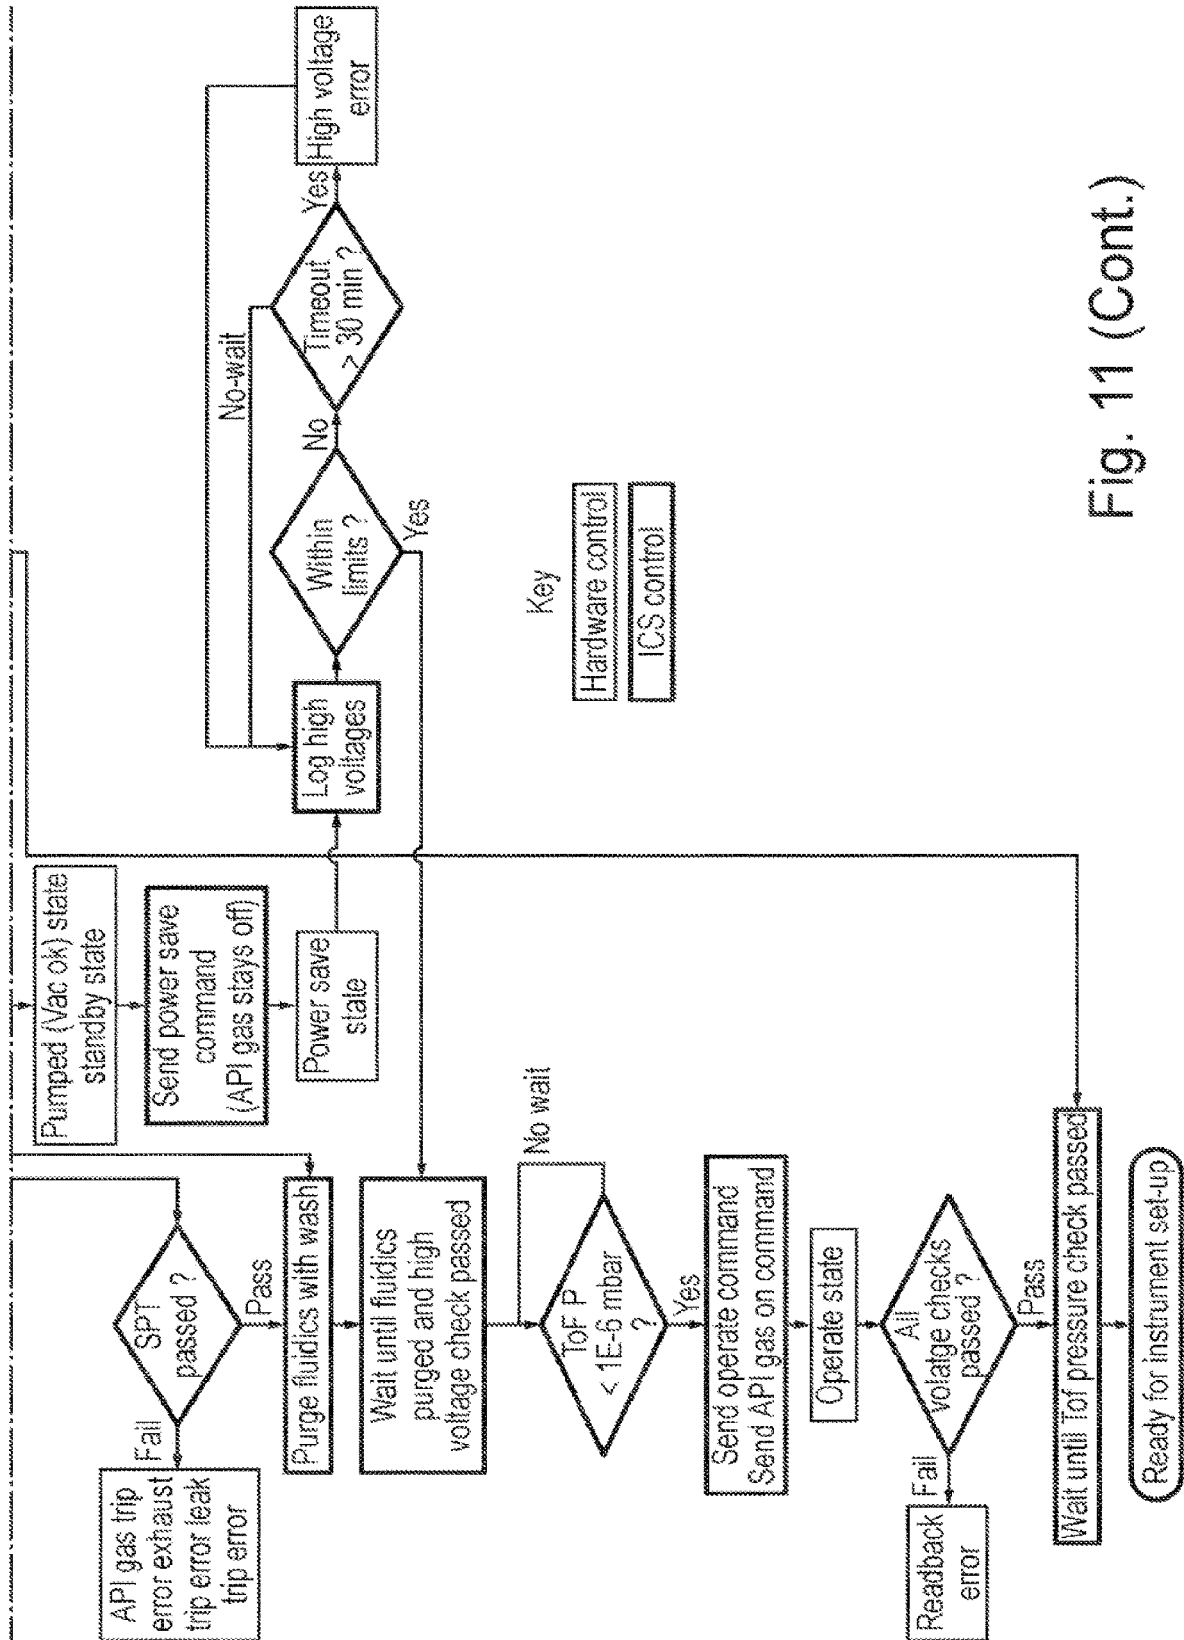 SPT
passed ?
Fail
Pass
API gas trip
error exhaust
trip error leak
trip error
Purge fluidics with wash
Wait until fluidics
purged and high
voltage check passed
ToF P
< 1E-6 mbar
?
No wait
Yes
Send operate command
Send API gas on command
Operate state
All
volatge checks
passed ?
Fail
Pass
Readback
error
Wait until Tof pressure check passed
Ready for instrument set-up
Pumped (Vac ok) state
standby state
Send power save
command
(API gas stays off)
Power save
state
Log high
voltages
Within
limits ?
No
Yes
Timeout
> 30 min ?
No-wait
Yes
High voltage
error
Key
Hardware control
ICS control
Fig. 11 (Cont.)